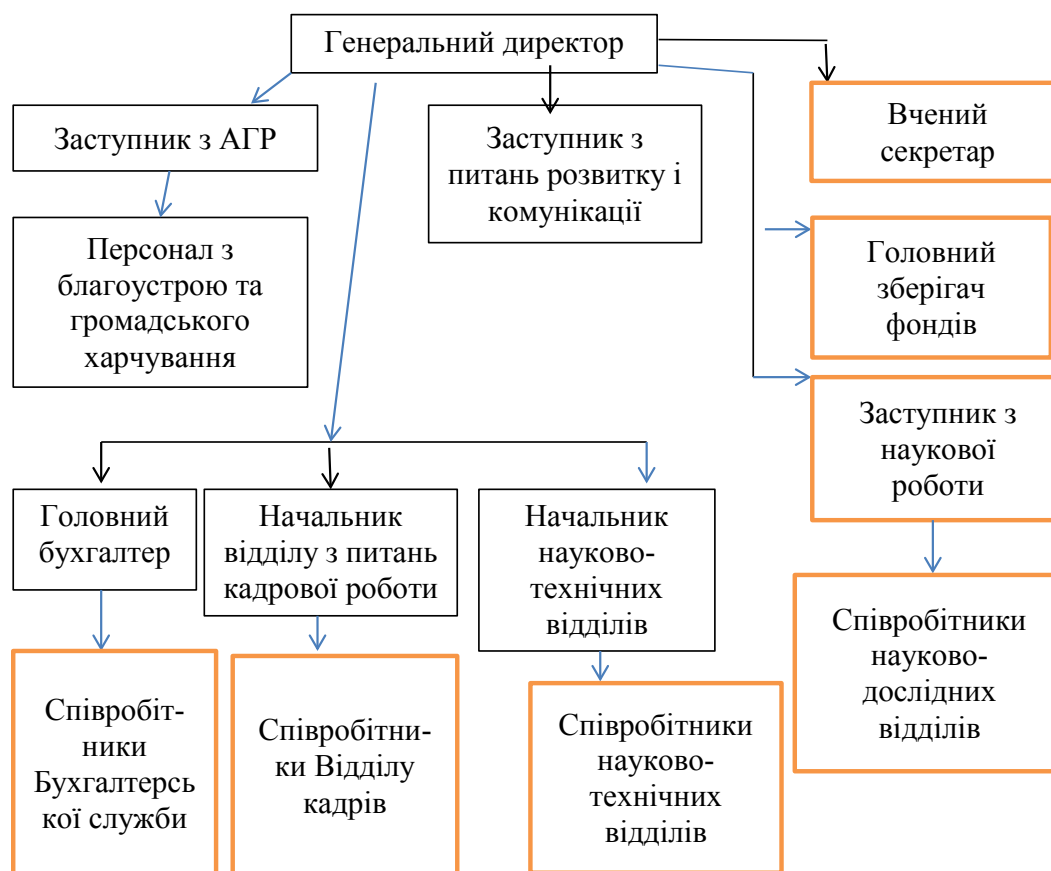 Генеральний директор
Заступник з АГР
Заступник з
питань розвитку і
комунікації
Вчений
секретар
Персонал з
благоустрою та
громадського
харчування
Головний
зберігач
фондів
Заступник з
наукової
роботи
Головний
бухгалтер
Начальник
відділу з питань
кадрової роботи
Начальник
науково-
технічних
відділів
Співробітники
науково-
дослідних
відділів
Співробіт-
ники
Бухгалтерсь
кої служби
Співробітни-
ки Відділу
кадрів
Співробітники
науково-
технічних
відділів